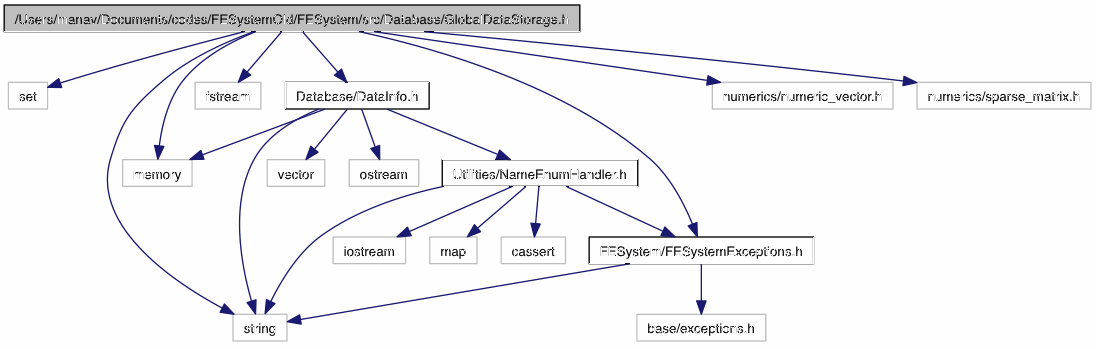 /Users/manav/Documents/codes/FESystemOld/FESystem/src/Database/GlobalDataStorage.h
set
fstream
Database/DataInfo.h
numerics/numeric_vector.h
numerics/sparse_matrix.h
memory
vector
ostream
Utilities/NameEnumHandler.h
iostream
map
cassert
FESystem/FESystemExceptions.h
string
base/exceptions.h